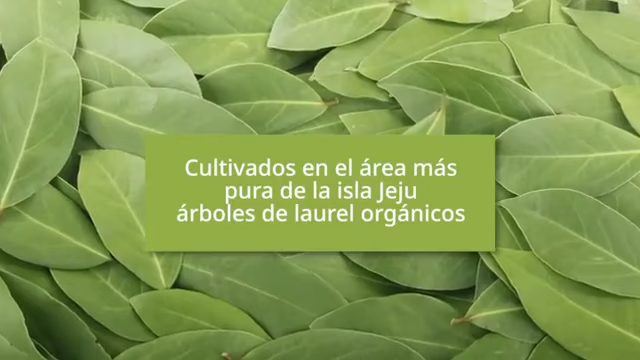 Cultivados en el área más
pura de la isla Jeju
árboles de laurel orgánicos